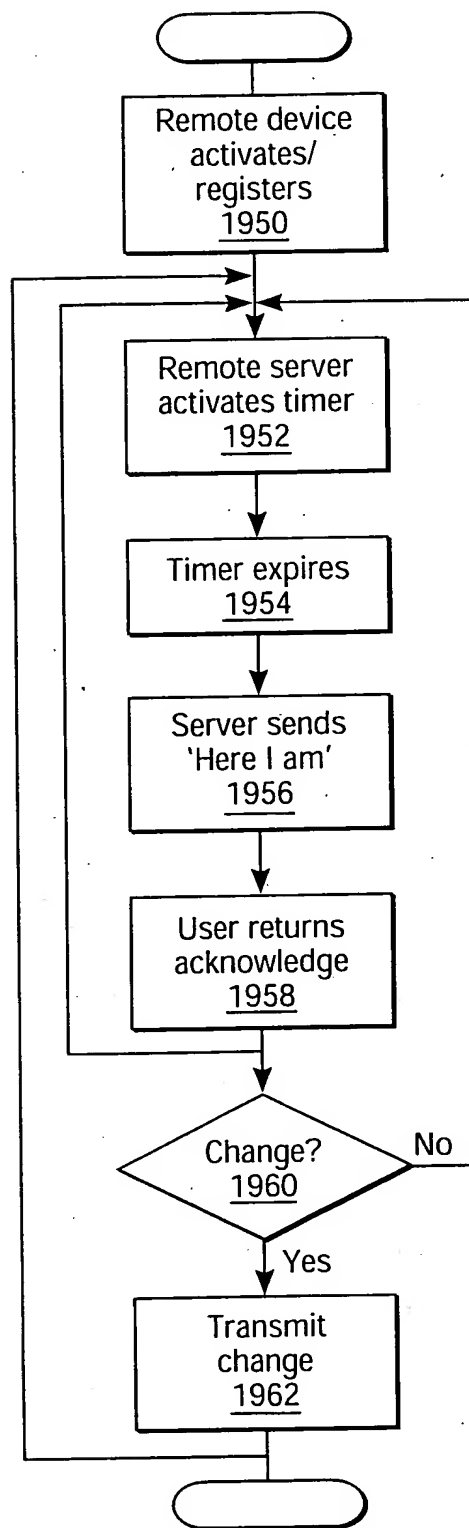 Remote device
activates/
registers
1950
Remote server
activates timer
1952
Timer expires
1954
Server sends
'Here I am'
1956
User returns
acknowledge
1958
Change?
1960
No
Yes
Transmit
change
1962